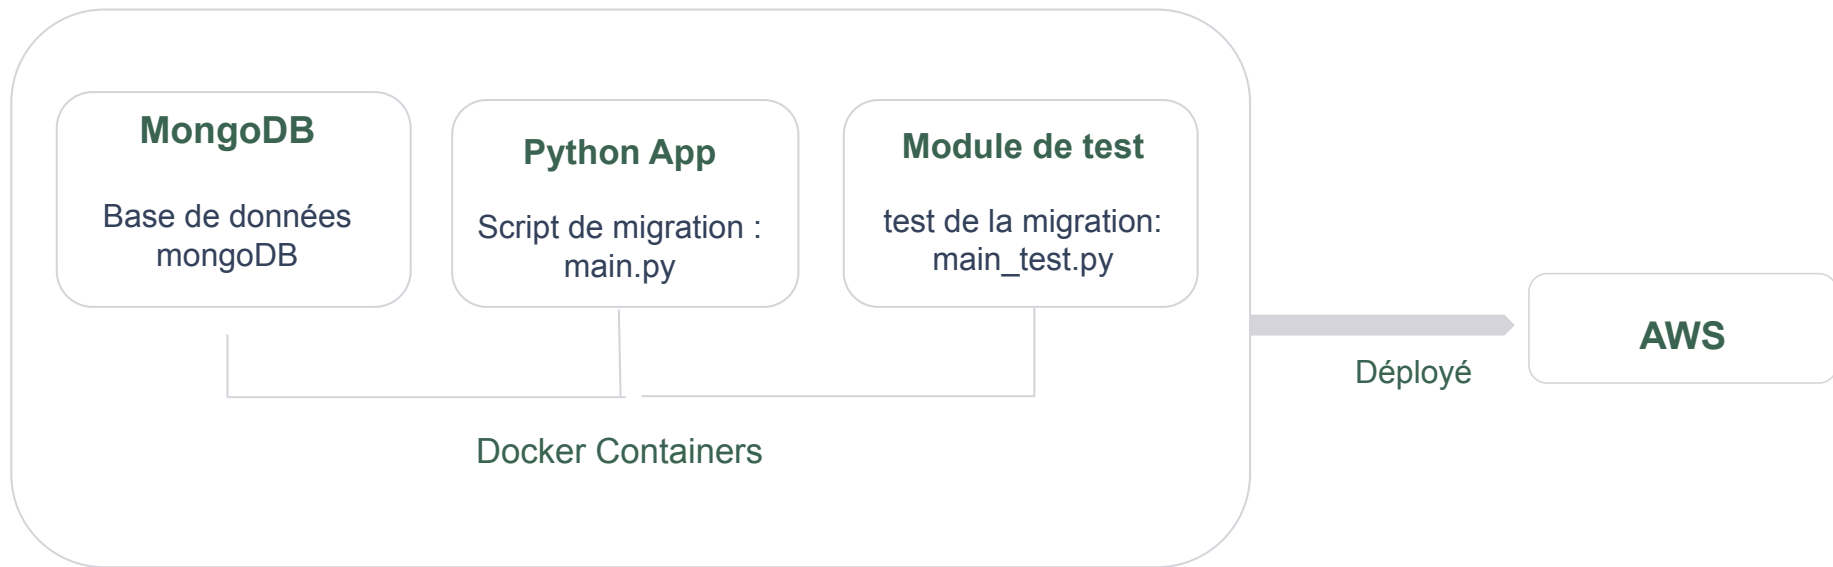 MongoDB
Base de données
mongoDB
Python App
Script de migration :
main.py
Module de test
test de la migration:
main_test.py
Docker Containers
Déployé
AWS